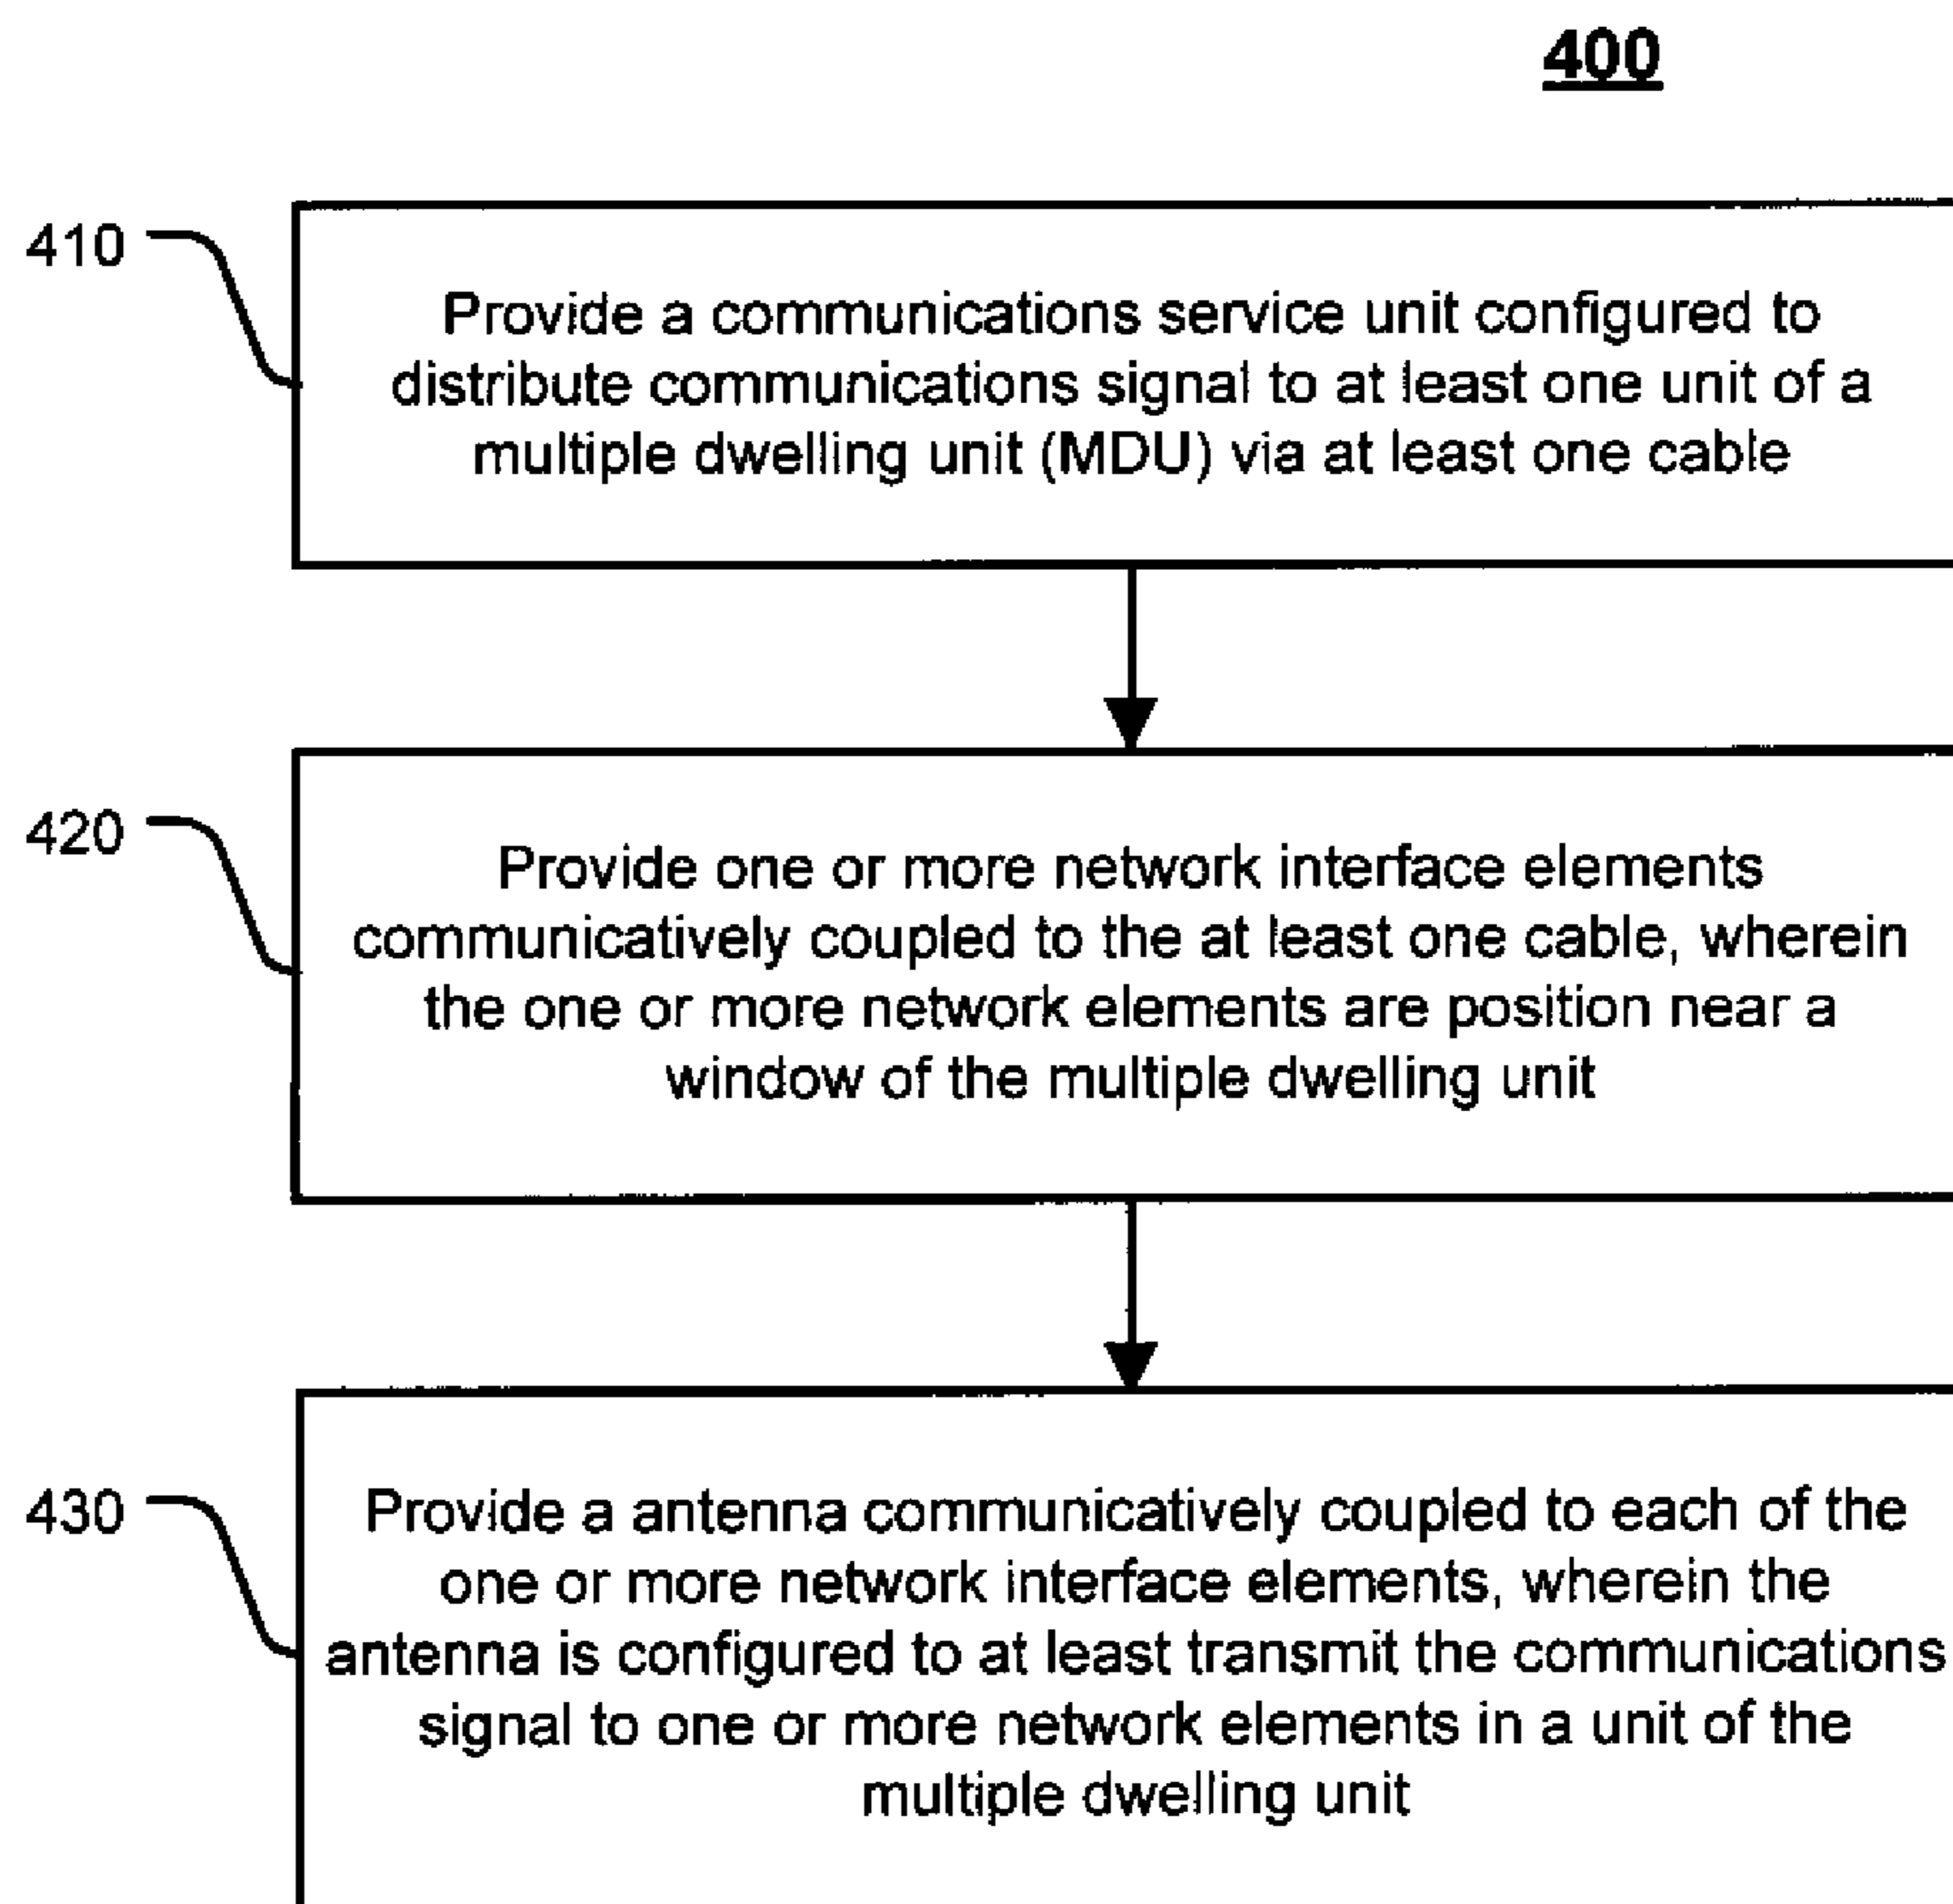 400
410
Provide a communications service unit configured to
distribute communications signal to at least one unit of a
multiple dwelling unit (MDU) via at least one cable
420
Provide one or more network interface elements
communicatively coupled to the at least one cable, wherein
the one or more network elements are position near a
window of the multiple dwelling unit
430
Provide a antenna communicatively coupled to each of the
one or more network interface elements, wherein the
antenna is configured to at least transmit the communications
signal to one or more network elements in a unit of the
multiple dwelling unit